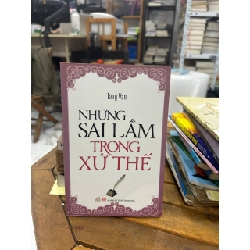 NHỮNG
SAI LẦM
TRONG
XỬ THẾ